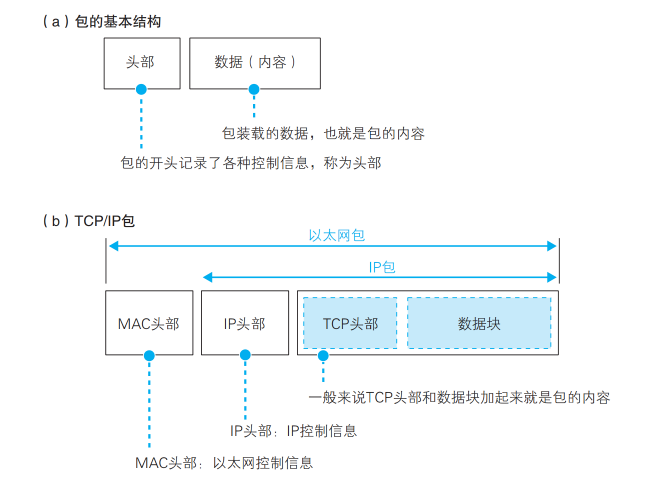 （a）包的基本结构
头部
数据（内容）
包装载的数据，也就是包的内容
包的开头记录了各种控制信息，称为头部
（b）TCP/IP包
以太网包
IP包
MAC头部
IP头部
TCP头部
数据块
一般来说TCP头部和数据块加起来就是包的内容
IP头部：IP控制信息
MAC头部：以太网控制信息